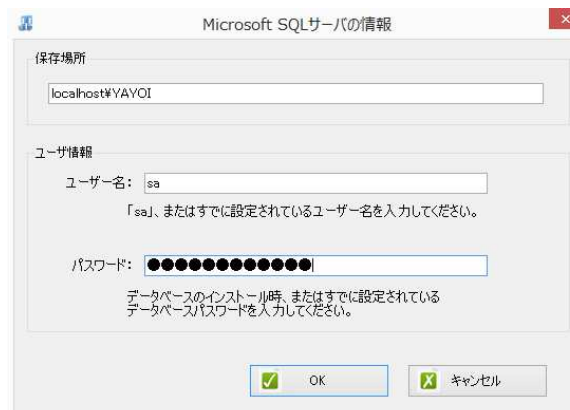 Microsoft SQLサーバの情報
保存場所
localhost¥YAYOI
ユーザ情報
ユーザー名：
sa
「sa」、またはすでに設定されているユーザー名を入力してください。
パスワード：
●●●●●●●●●●●●
データベースのインストール時、またはすでに設定されている
データベースパスワードを入力してください。
OK
キャンセル